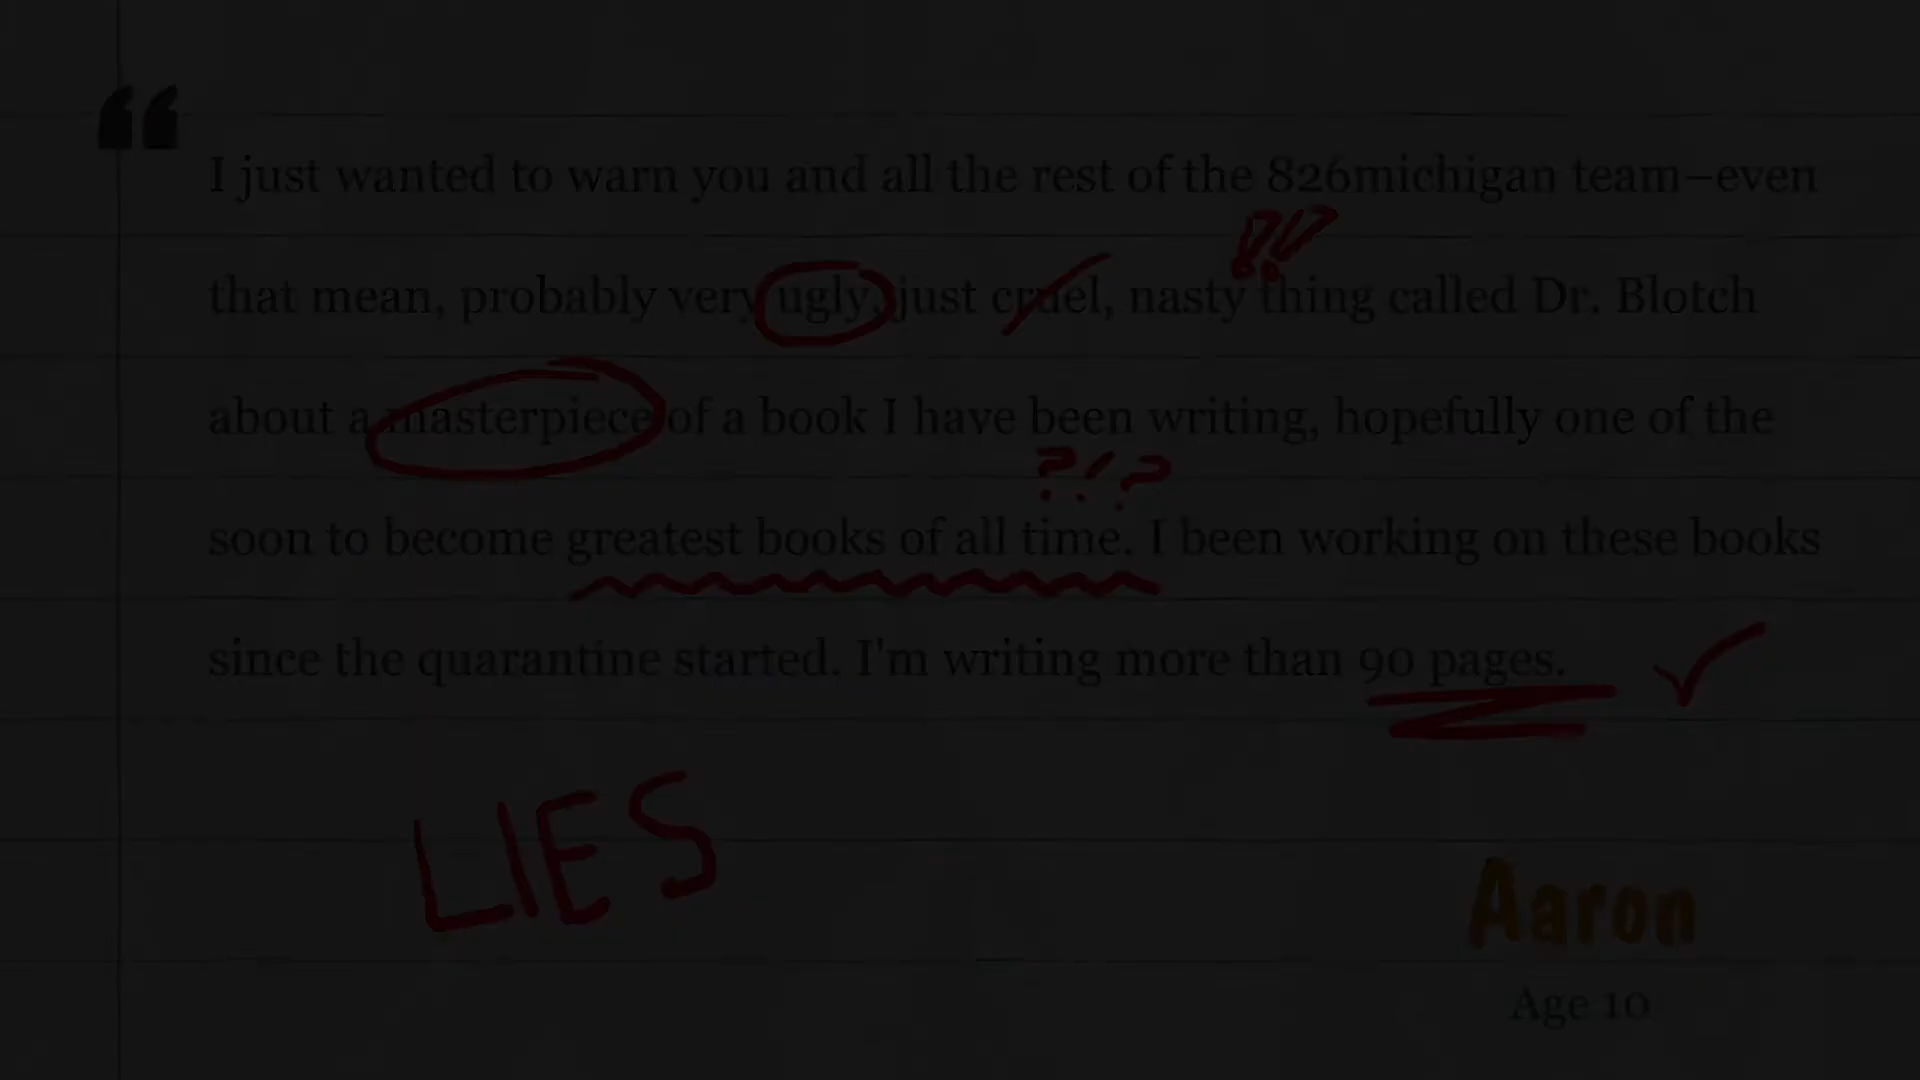 “
I just wanted to warn you and all the rest of the 826michigan team–even
!?!?
that mean, probably very ugly, just cruel, nasty thing called Dr. Blotch
about a masterpiece of a book I have been writing, hopefully one of the
?!?
soon to become greatest books of all time. I been working on these books
since the quarantine started. I'm writing more than 90 pages.
LIES
Aaron
Age 10